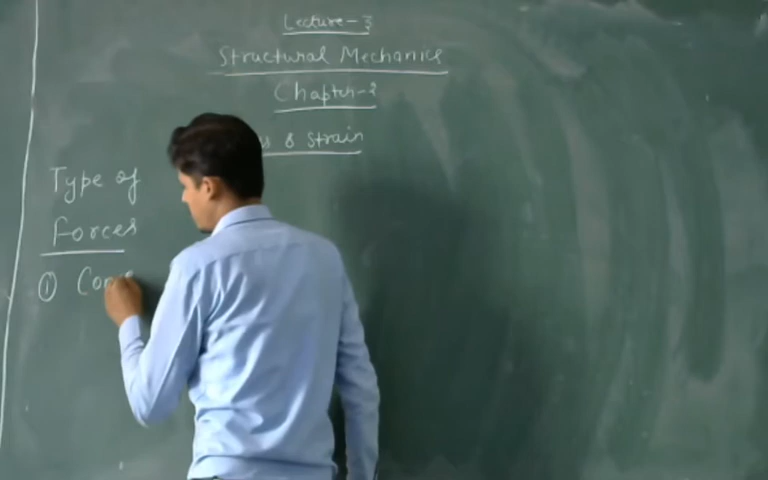 Lecture-3
Structural Mechanics
Chapter-2
& Strain
Type of
Forces
①